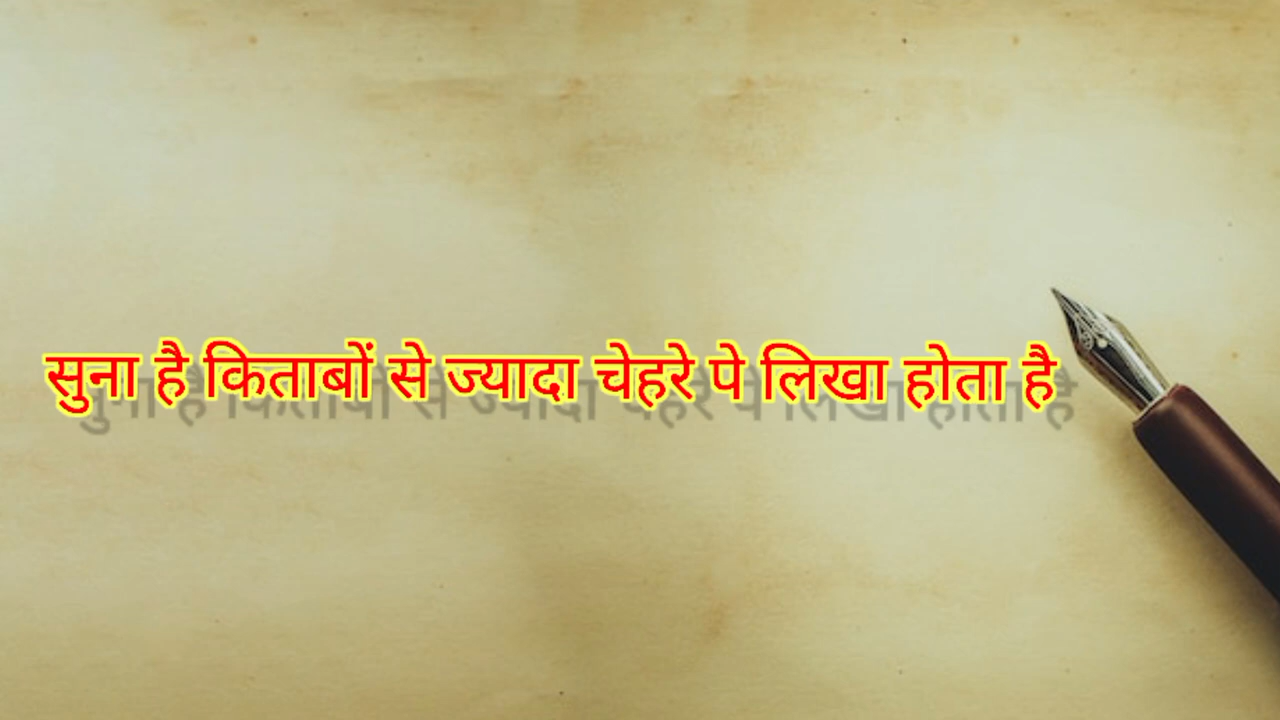 सुना है किताबों से ज्यादा चेहरे पे लिखा होता है